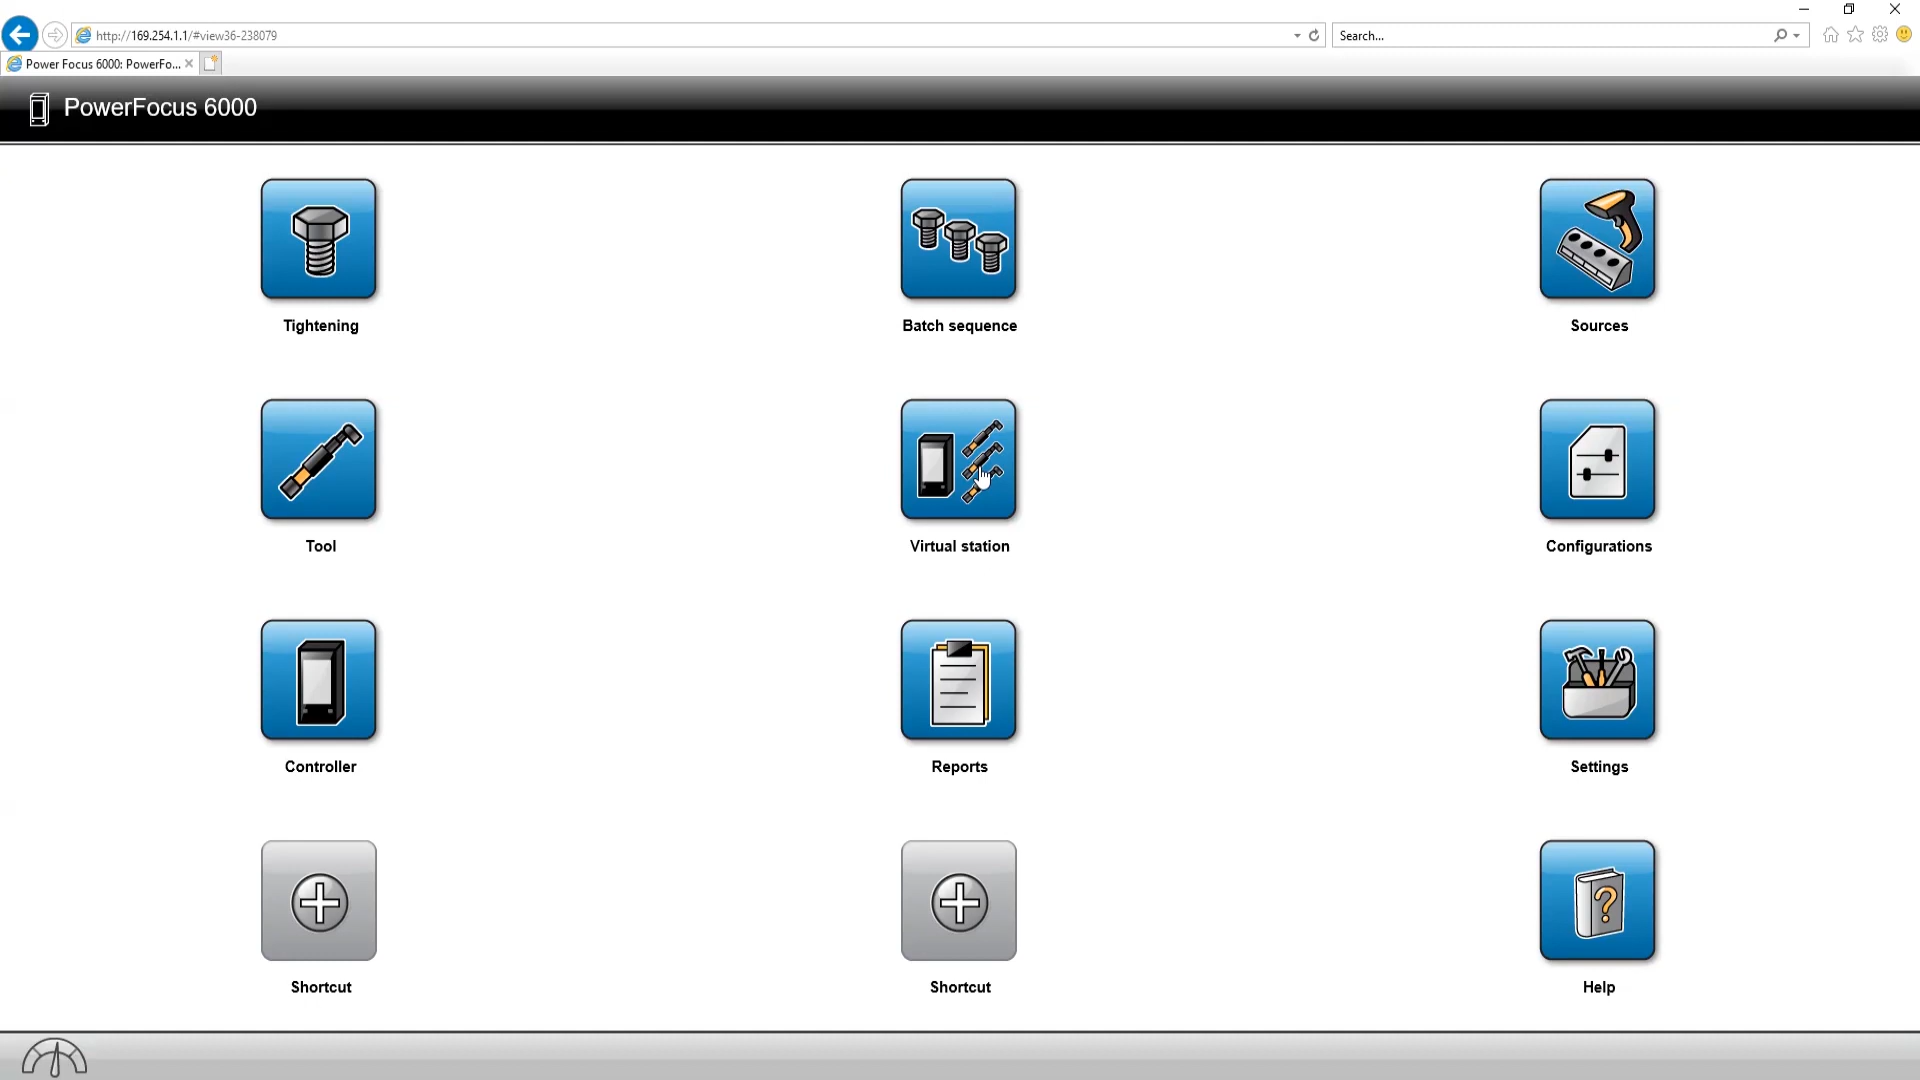 http://169.254.1.1/#view36-238079
Search...
Power Focus 6000: PowerFo...
PowerFocus 6000
Tightening
Batch sequence
Sources
Tool
Virtual station
Configurations
Controller
Reports
Settings
Shortcut
Shortcut
Help